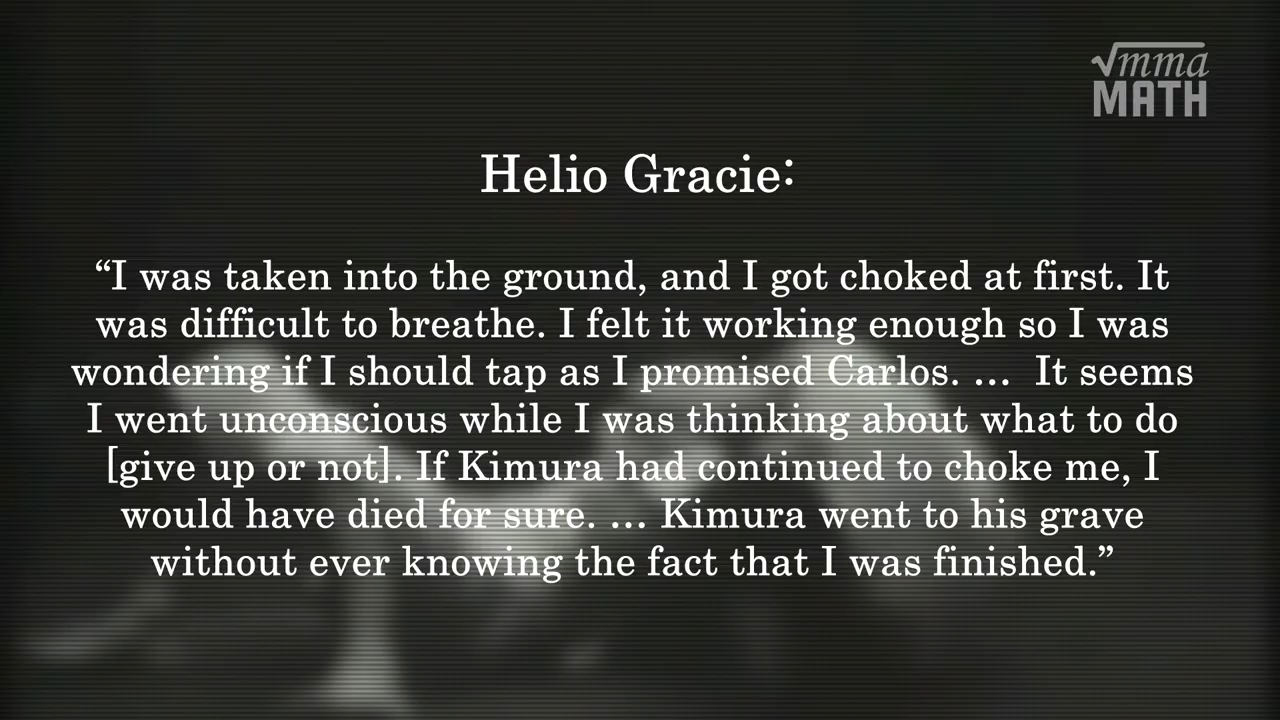 √mma
MATH
Helio Gracie:
“I was taken into the ground, and I got choked at first. It
was difficult to breathe. I felt it working enough so I was
wondering if I should tap as I promised Carlos. ...  It seems
I went unconscious while I was thinking about what to do
[give up or not]. If Kimura had continued to choke me, I
would have died for sure. ... Kimura went to his grave
without ever knowing the fact that I was finished.”